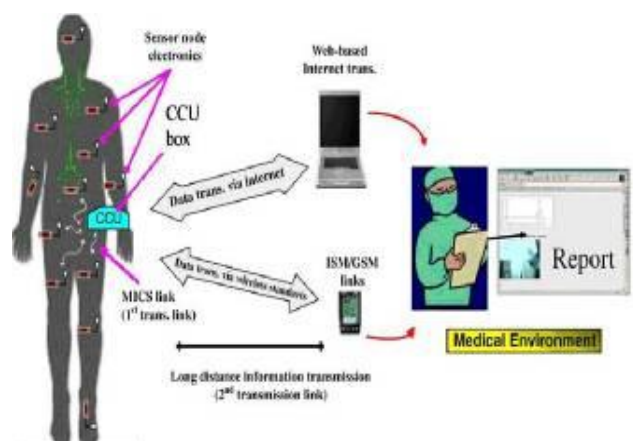 Sensor node
electronics
CCU
box
CCU
MICS link
(1st trans. link)
Web-based
Internet trans.
Data trans. via internet
Data trans. via wireless standards
ISM/GSM
links
Long distance information transmission
(2nd transmission link)
Report
Medical Environment